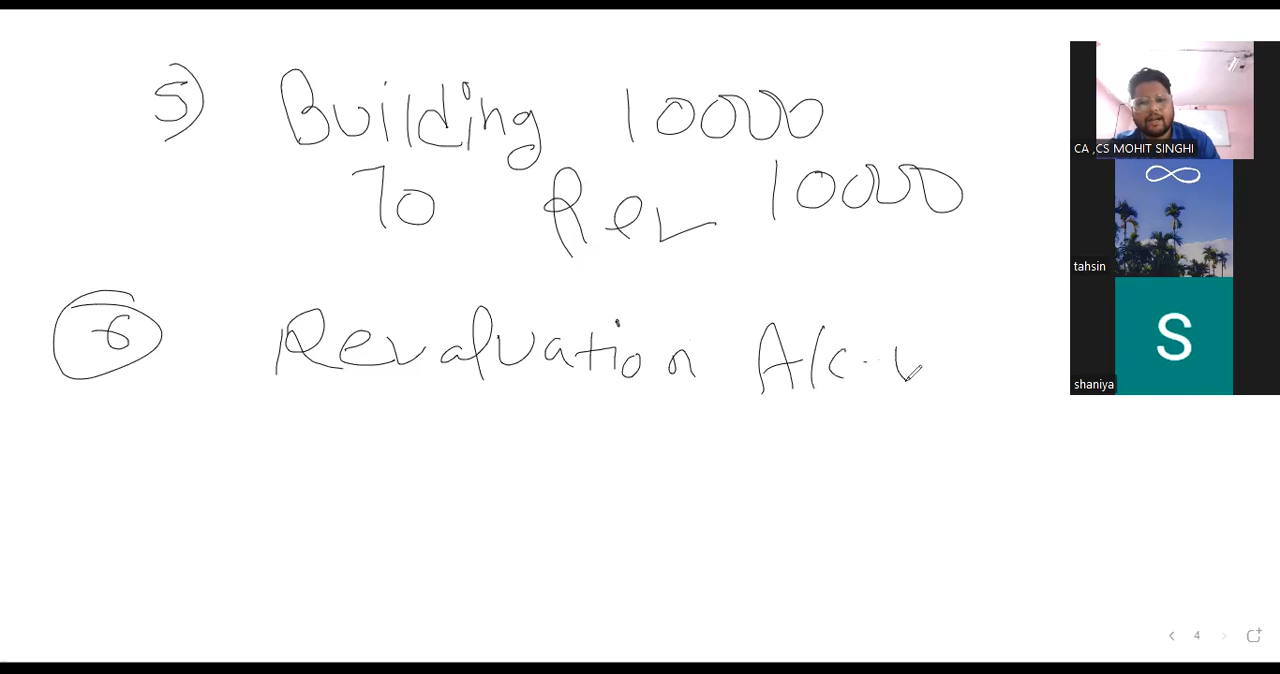 5) Building 10000
To Rev 10000
6 Revaluation A/c
CA ,CS MOHIT SINGHI
tahsin
S
shaniya
4